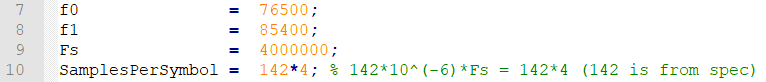 7 f0 = 76500;
8 f1 = 85400;
9 Fs = 4000000;
10 SamplesPerSymbol = 142*4; % 142*10^(-6)*Fs = 142*4 (142 is from spec)